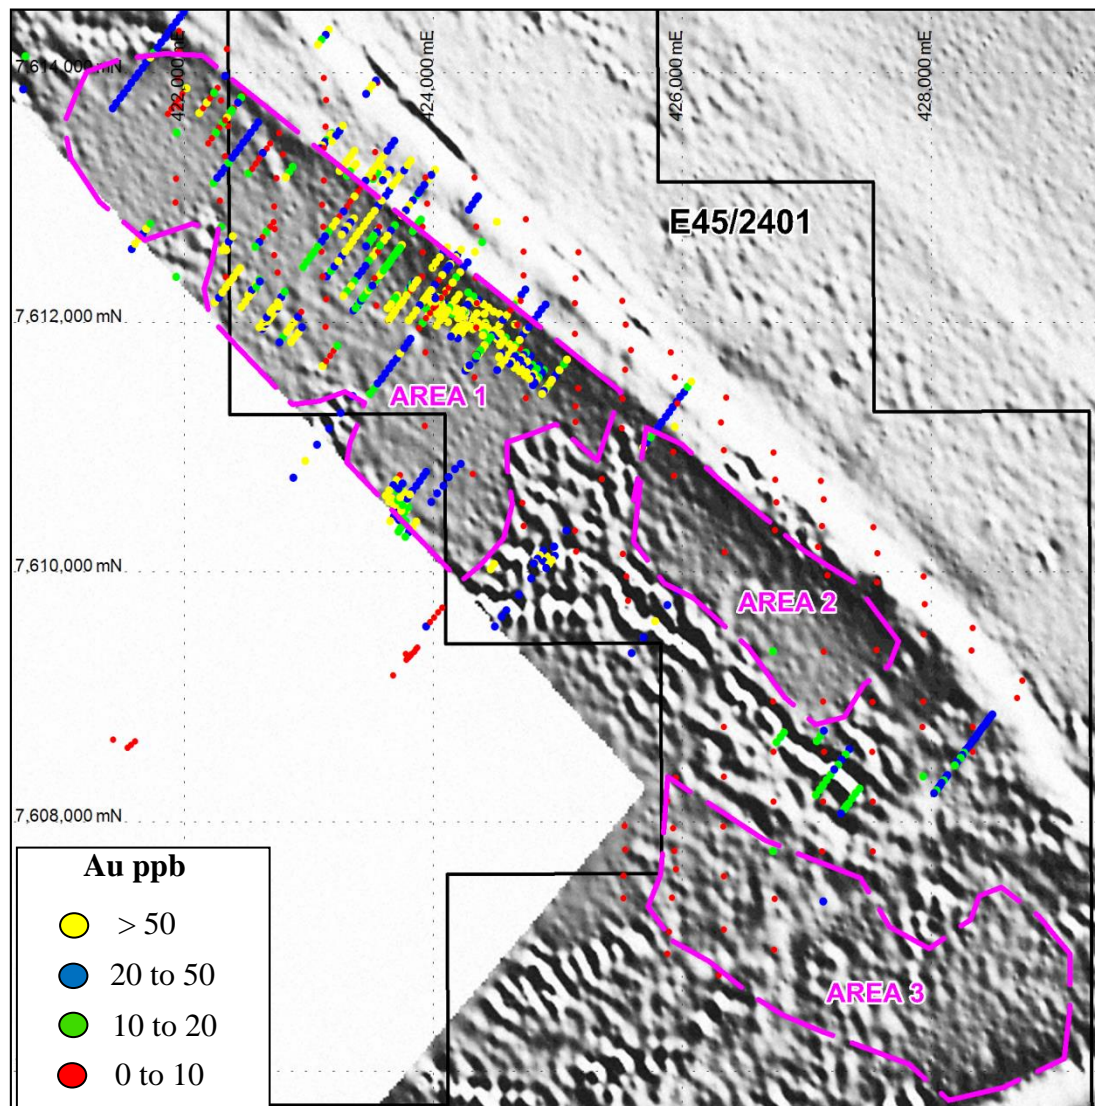 422,000 mE
424,000 mE
426,000 mE
428,000 mE
7,614,000 mN
E45/2401
7,612,000 mN
AREA 1
7,610,000 mN
AREA 2
7,608,000 mN
AREA 3
Au ppb
> 50
20 to 50
10 to 20
0 to 10